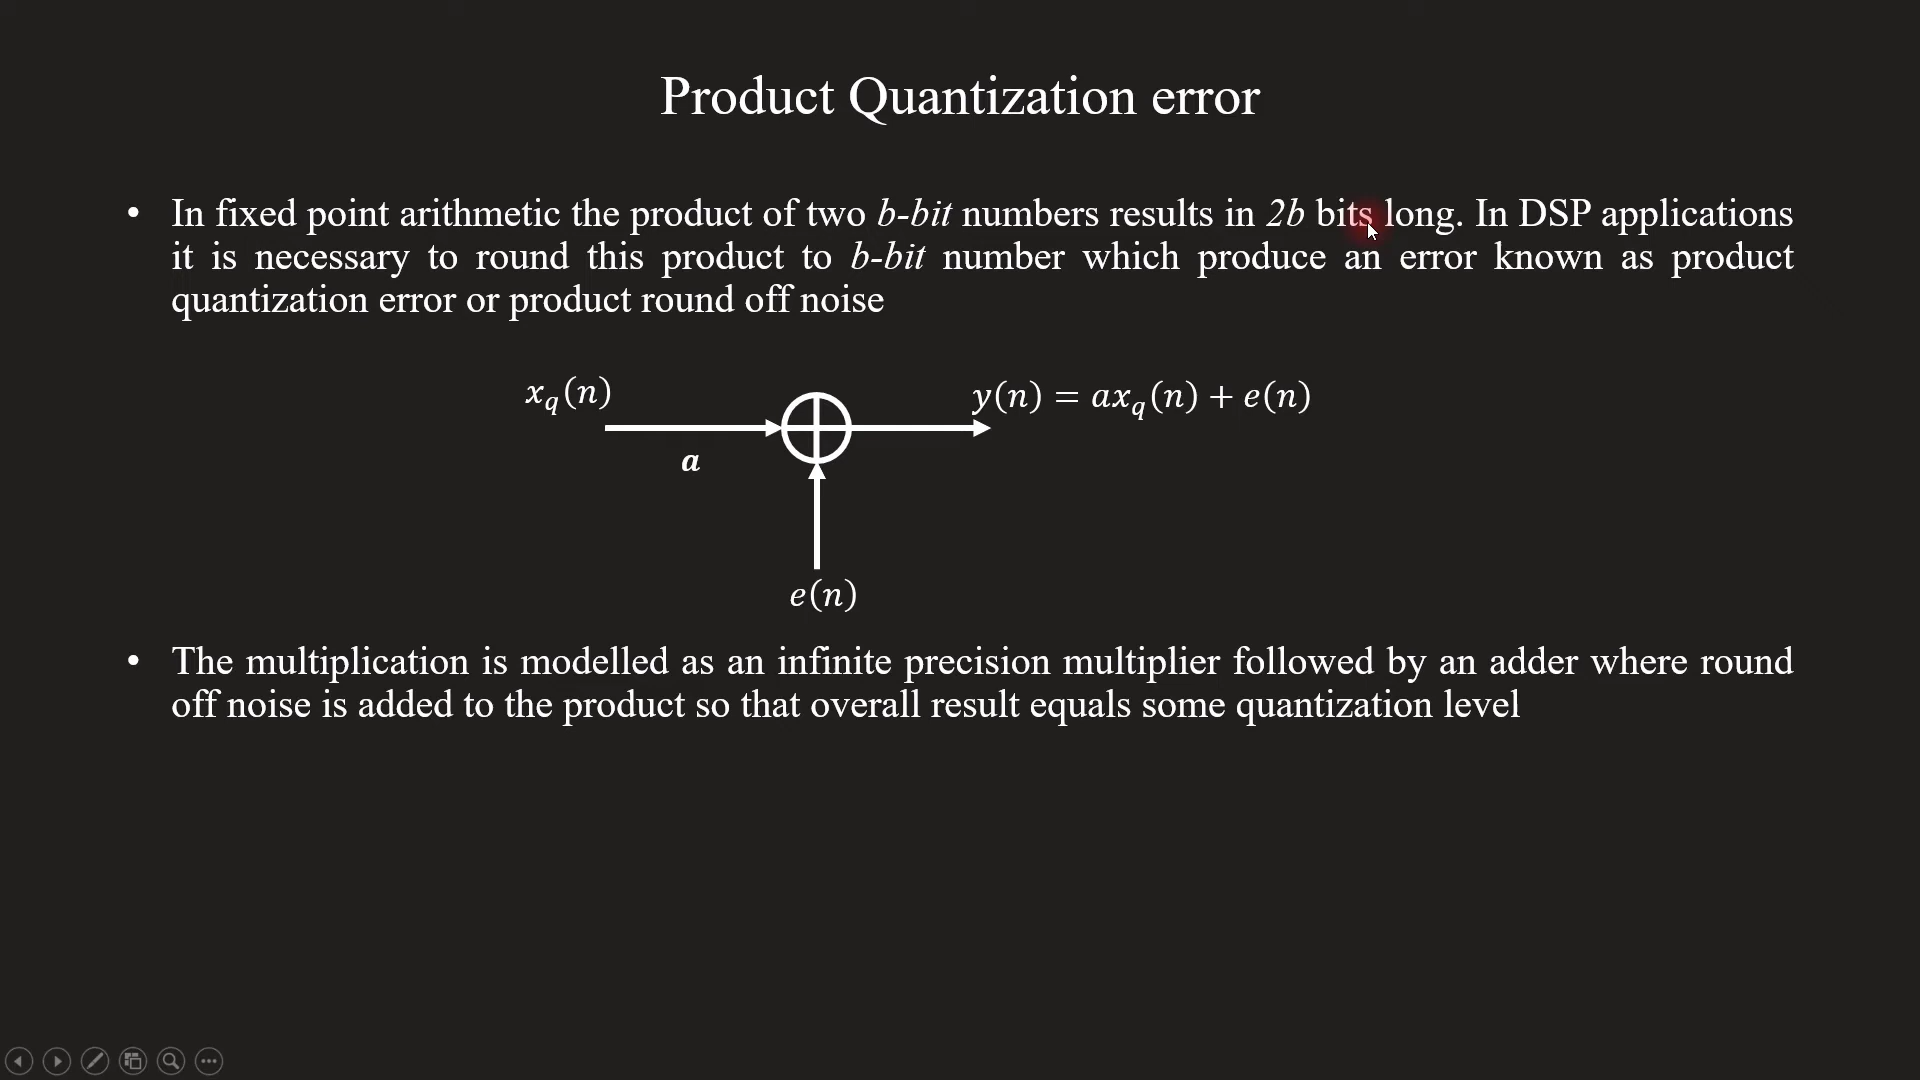 Product Quantization error
• In fixed point arithmetic the product of two b-bit numbers results in 2b bits long. In DSP applications
it is necessary to round this product to b-bit number which produce an error known as product
quantization error or product round off noise
x_q(n)
y(n) = ax_q(n) + e(n)
a
e(n)
• The multiplication is modelled as an infinite precision multiplier followed by an adder where round
off noise is added to the product so that overall result equals some quantization level